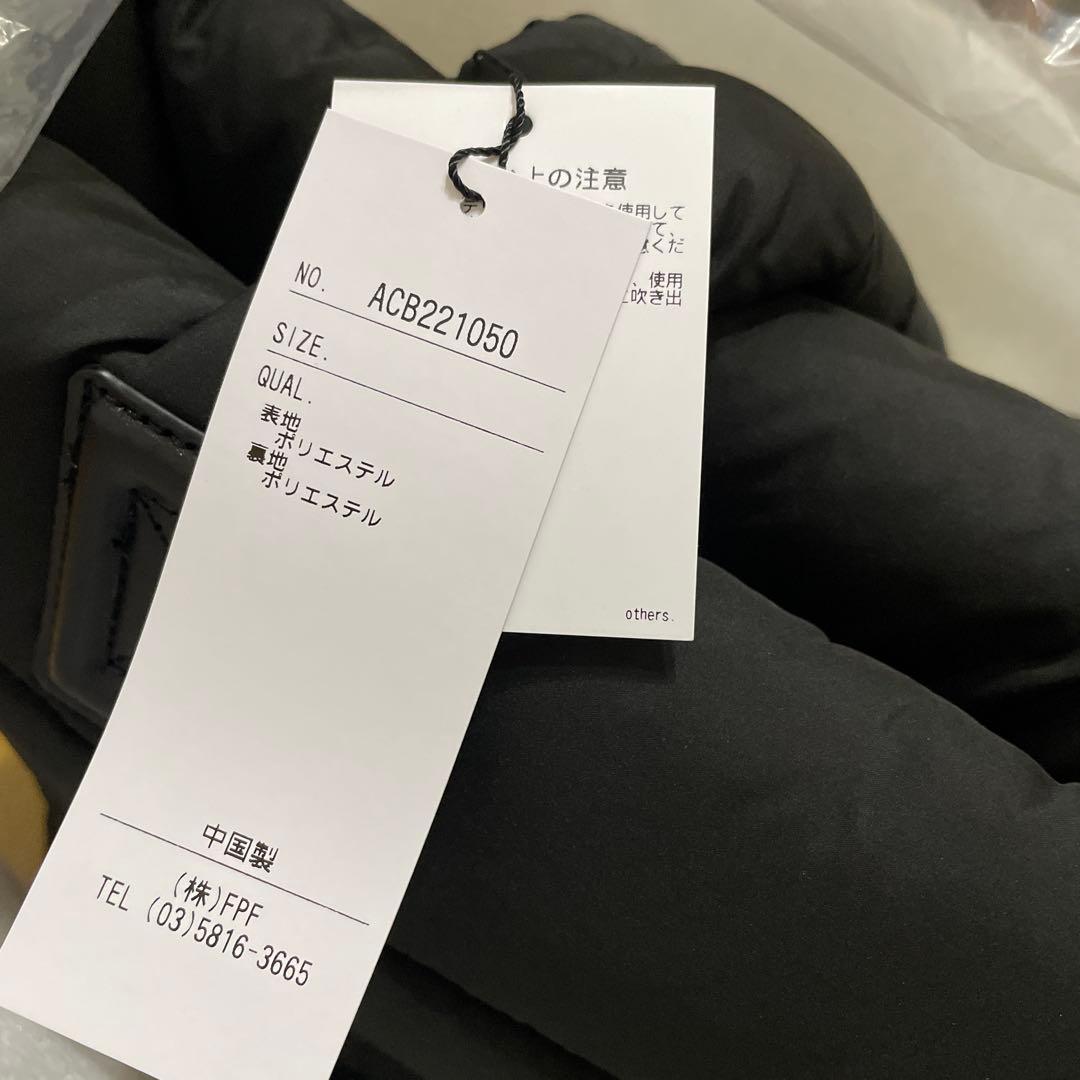 NO. ACB221050
SIZE.
QUAL.
表地
ポリエステル
裏地
ポリエステル
中国製
(株)FPF
TEL (03)5816-3665
上の注意
使用して
て、
くだ
、使用
吹き出
others.